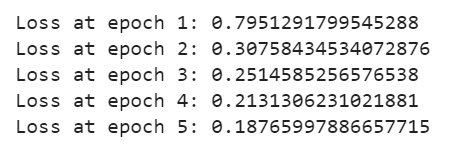 Loss at epoch 1: 0.7951291799545288
Loss at epoch 2: 0.30758434534072876
Loss at epoch 3: 0.2514585256576538
Loss at epoch 4: 0.2131306231021881
Loss at epoch 5: 0.18765997886657715